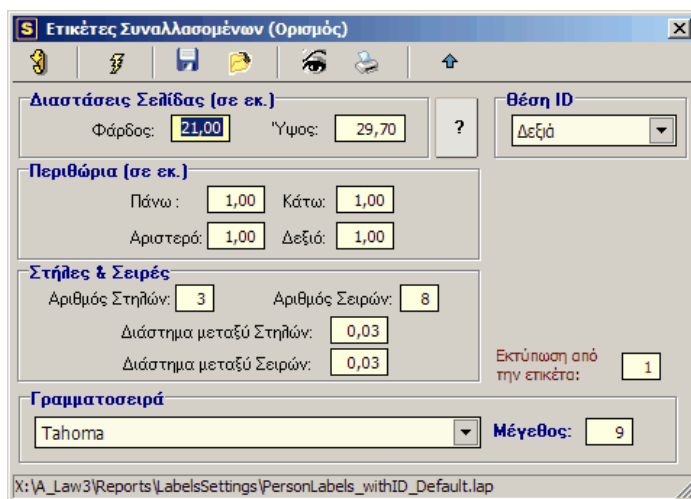 S Ετικέτες Συναλλασομένων (Ορισμός)
Διαστάσεις Σελίδας (σε εκ.)
Φάρδος: 21,00 Ύψος: 29,70
?
Θέση ID
Δεξιά
Περιθώρια (σε εκ.)
Πάνω : 1,00 Κάτω: 1,00
Αριστερό: 1,00 Δεξιό: 1,00
Στήλες & Σειρές
Αριθμός Στηλών: 3 Αριθμός Σειρών: 8
Διάστημα μεταξύ Στηλών: 0,03
Διάστημα μεταξύ Σειρών: 0,03
Εκτύπωση από
την ετικέτα: 1
Γραμματοσειρά
Tahoma Μέγεθος: 9
X:\A_Law3\Reports\LabelsSettings\PersonLabels_withID_Default.lap